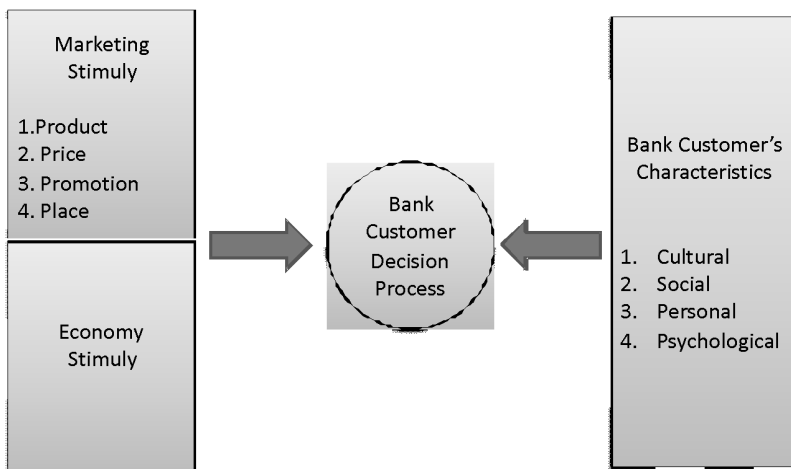 Marketing
Stimuly
1.Product
2. Price
3. Promotion
4. Place
Economy
Stimuly
Bank
Customer
Decision
Process
Bank Customer's
Characteristics
1. Cultural
2. Social
3. Personal
4. Psychological